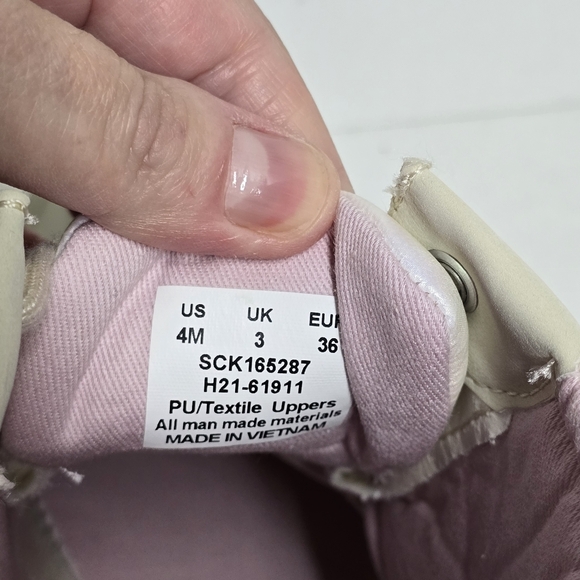 US UK EUR
4M 3 36
SCK165287
H21-61911
PU/Textile Uppers
All man made materials
MADE IN VIETNAM